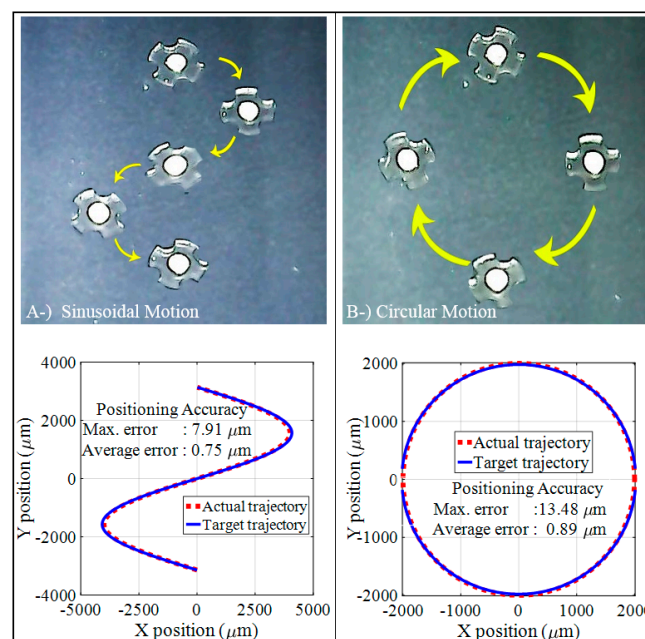 A-) Sinusoidal Motion
B-) Circular Motion
4000
2000
0
-2000
-4000
Y position (μm)
Positioning Accuracy
Max. error : 7.91 μm
Average error : 0.75 μm
Actual trajectory
Target trajectory
-5000 -2500 0 2500 5000
X position (μm)
2000
1000
0
-1000
-2000
Y position (μm)
Actual trajectory
Target trajectory
Positioning Accuracy
Max. error :13.48 μm
Average error : 0.89 μm
-2000 -1000 0 1000 2000
X position (μm)